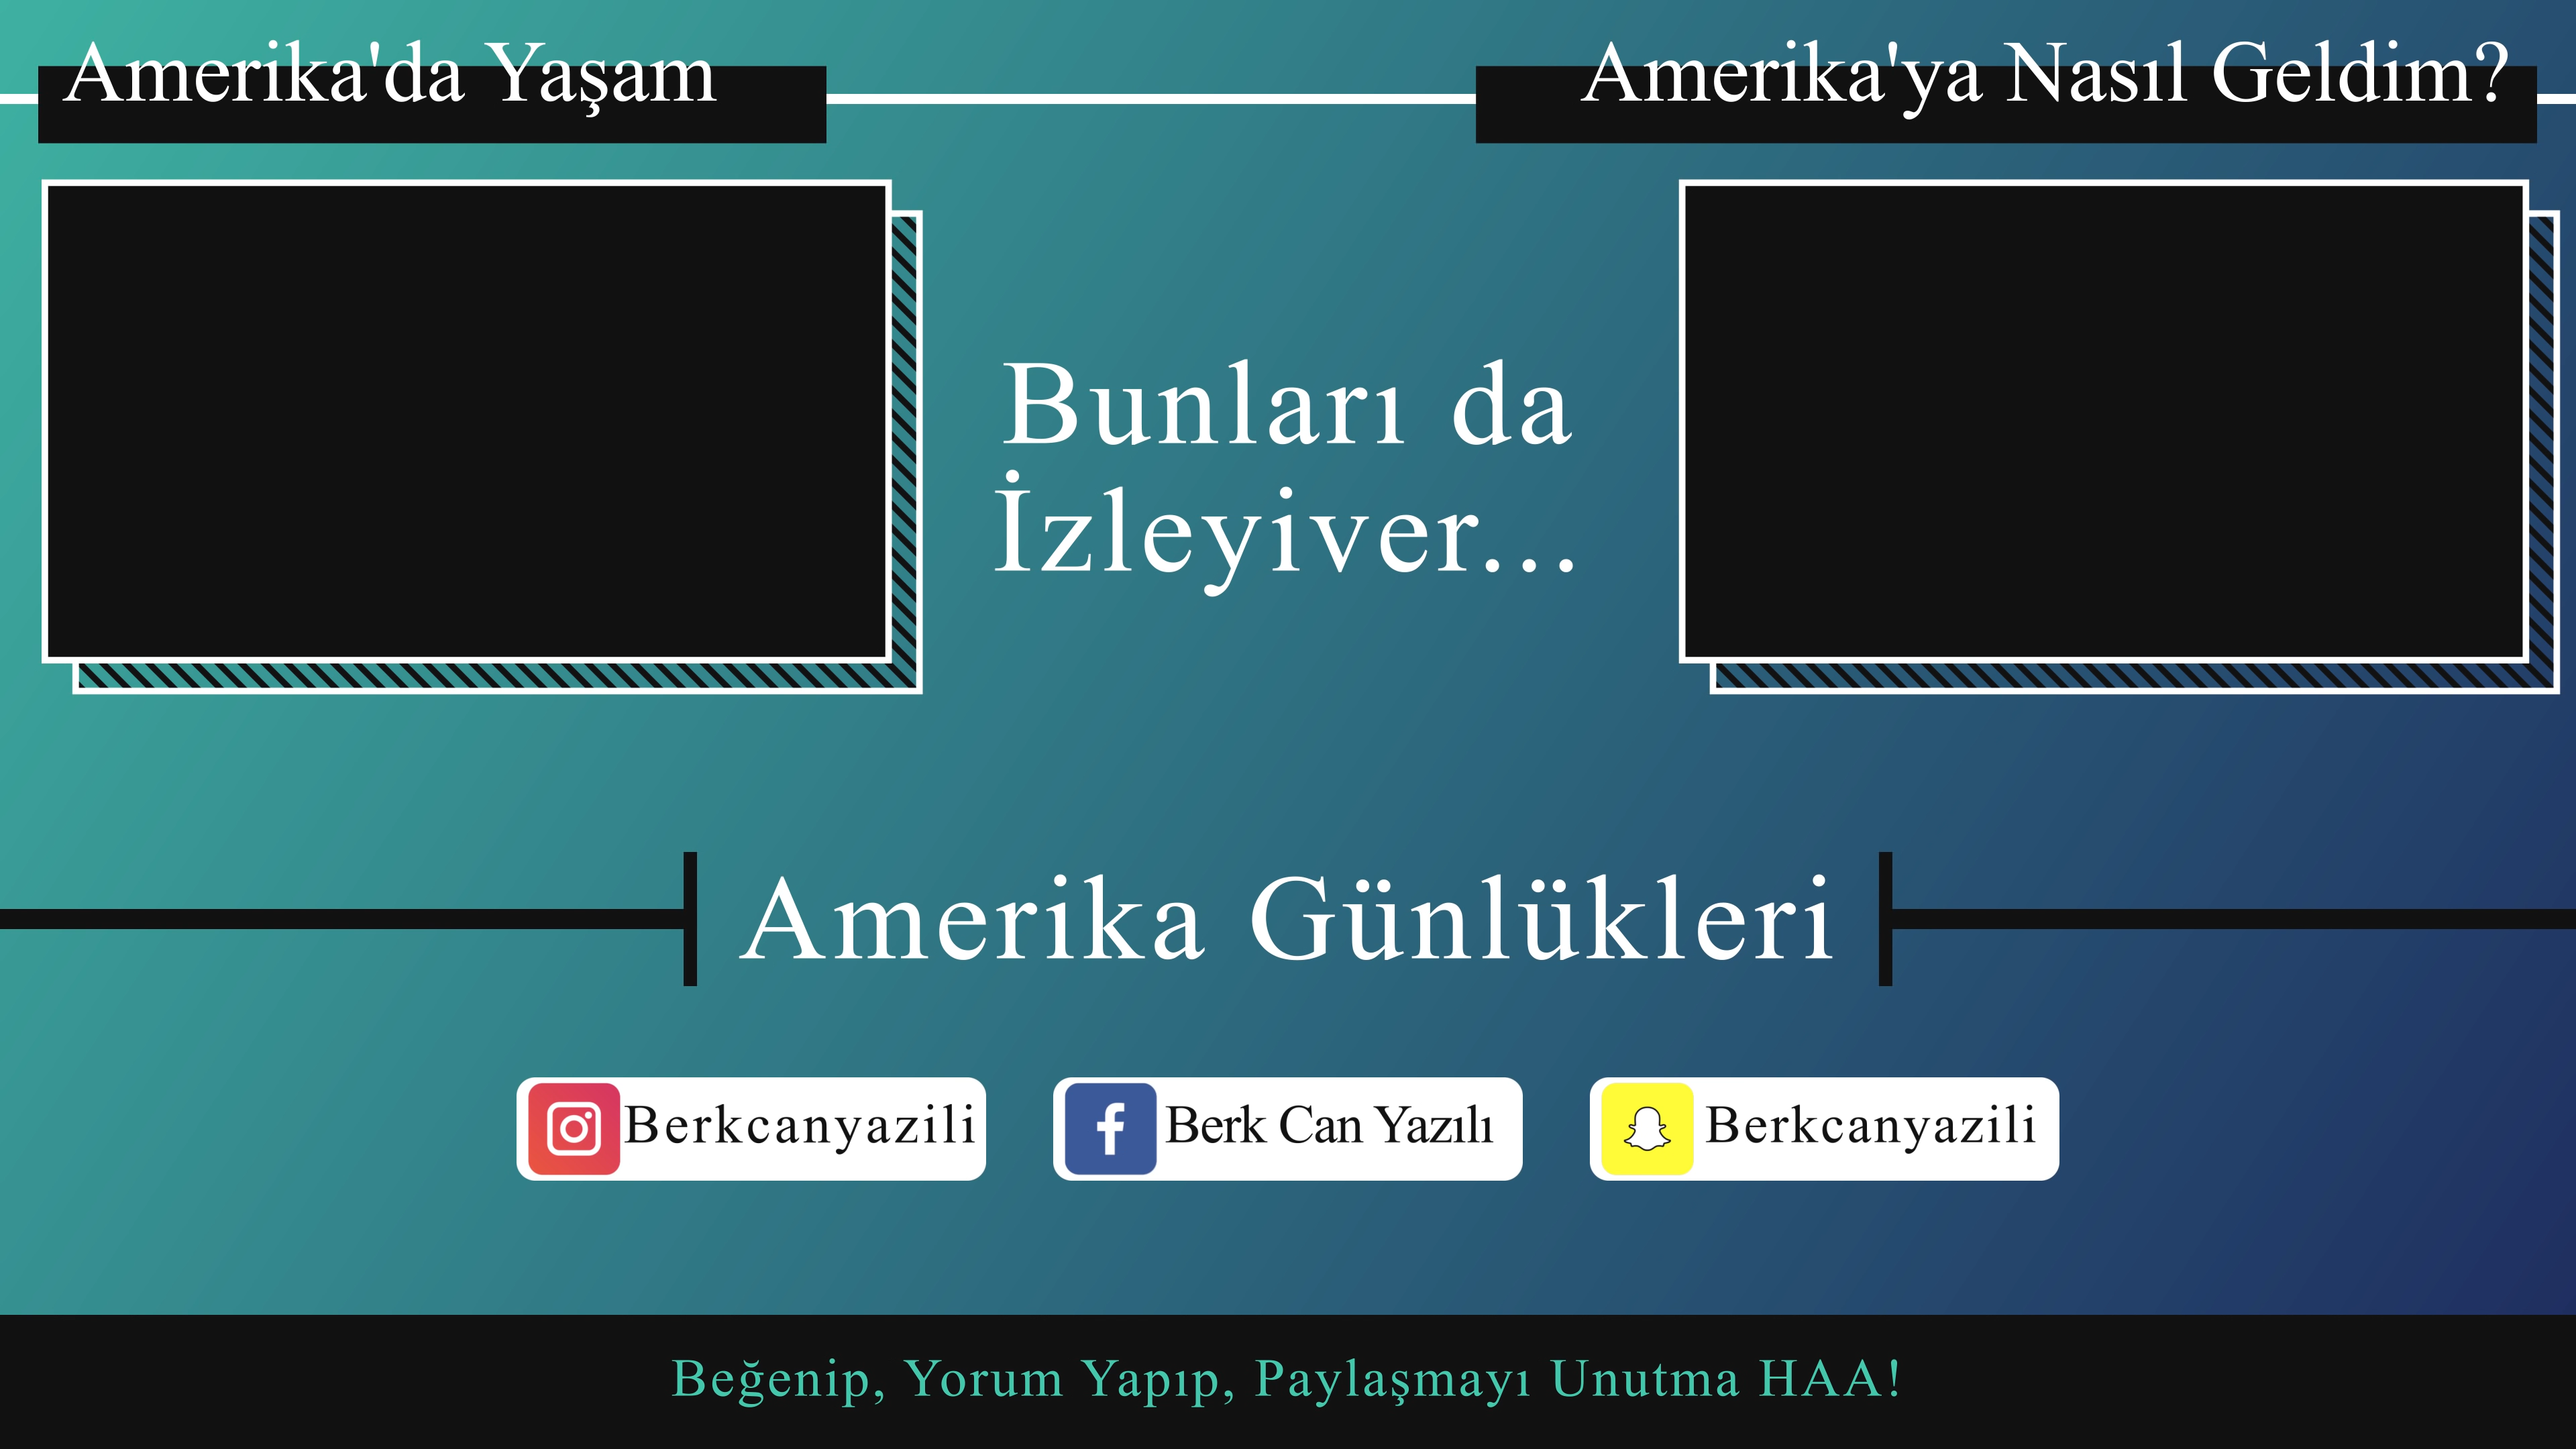 Amerika'da Yaşam
Amerika'ya Nasıl Geldim?
Bunları da
İzleyiver...
Amerika Günlükleri
Berkcanyazili
Berk Can Yazılı
Berkcanyazili
Beğenip, Yorum Yapıp, Paylaşmayı Unutma HAA!